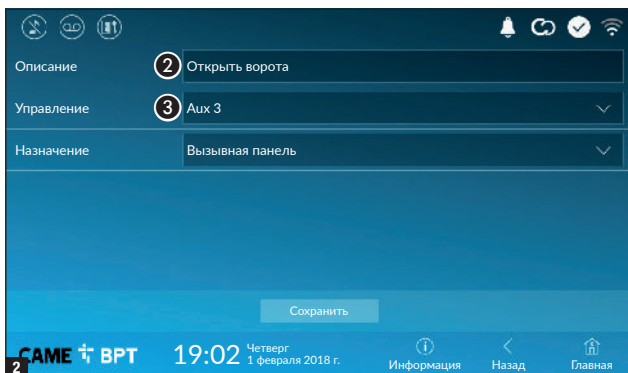 Описание 2 Открыть ворота
Управление 3 Aux 3
Назначение Вызывная панель
Сохранить
2 CAME BPT 19:02 Четверг
1 февраля 2018 г.
Информация Назад Главная